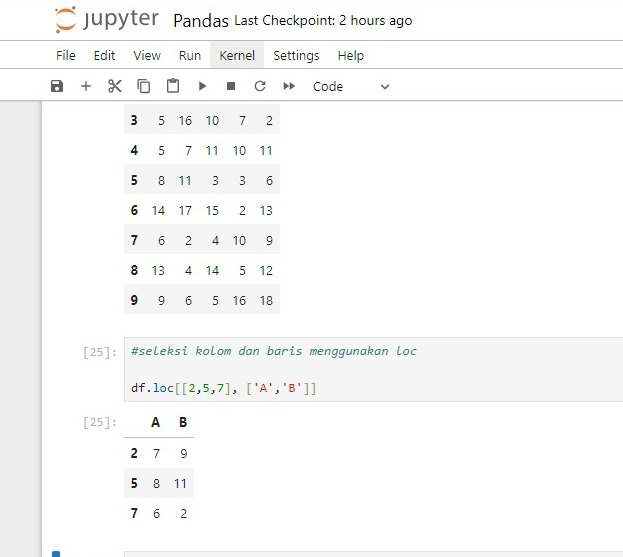 jupyter Pandas Last Checkpoint: 2 hours ago
File Edit View Run Kernel Settings Help
Code
3 5 16 10 7 2
4 5 7 11 10 11
5 8 11 3 3 6
6 14 17 15 2 13
7 6 2 4 10 9
8 13 4 14 5 12
9 9 6 5 16 18
[25]: #seleksi kolom dan baris menggunakan loc
df.loc[[2,5,7], ['A','B']]
[25]: A B
2 7 9
5 8 11
7 6 2